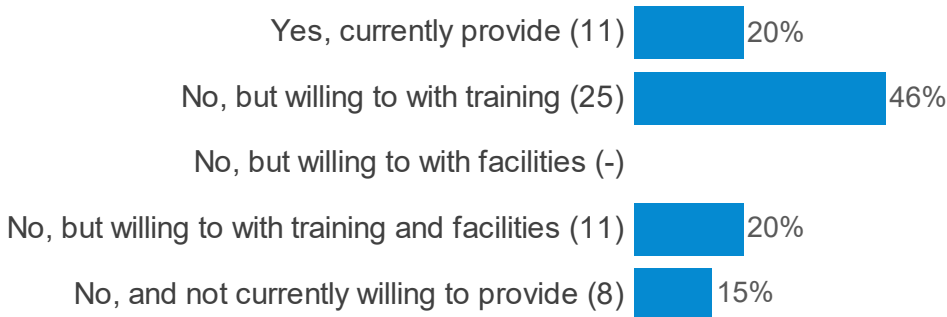 Yes, currently provide (11) 20%
No, but willing to with training (25) 46%
No, but willing to with facilities (-)
No, but willing to with training and facilities (11) 20%
No, and not currently willing to provide (8) 15%